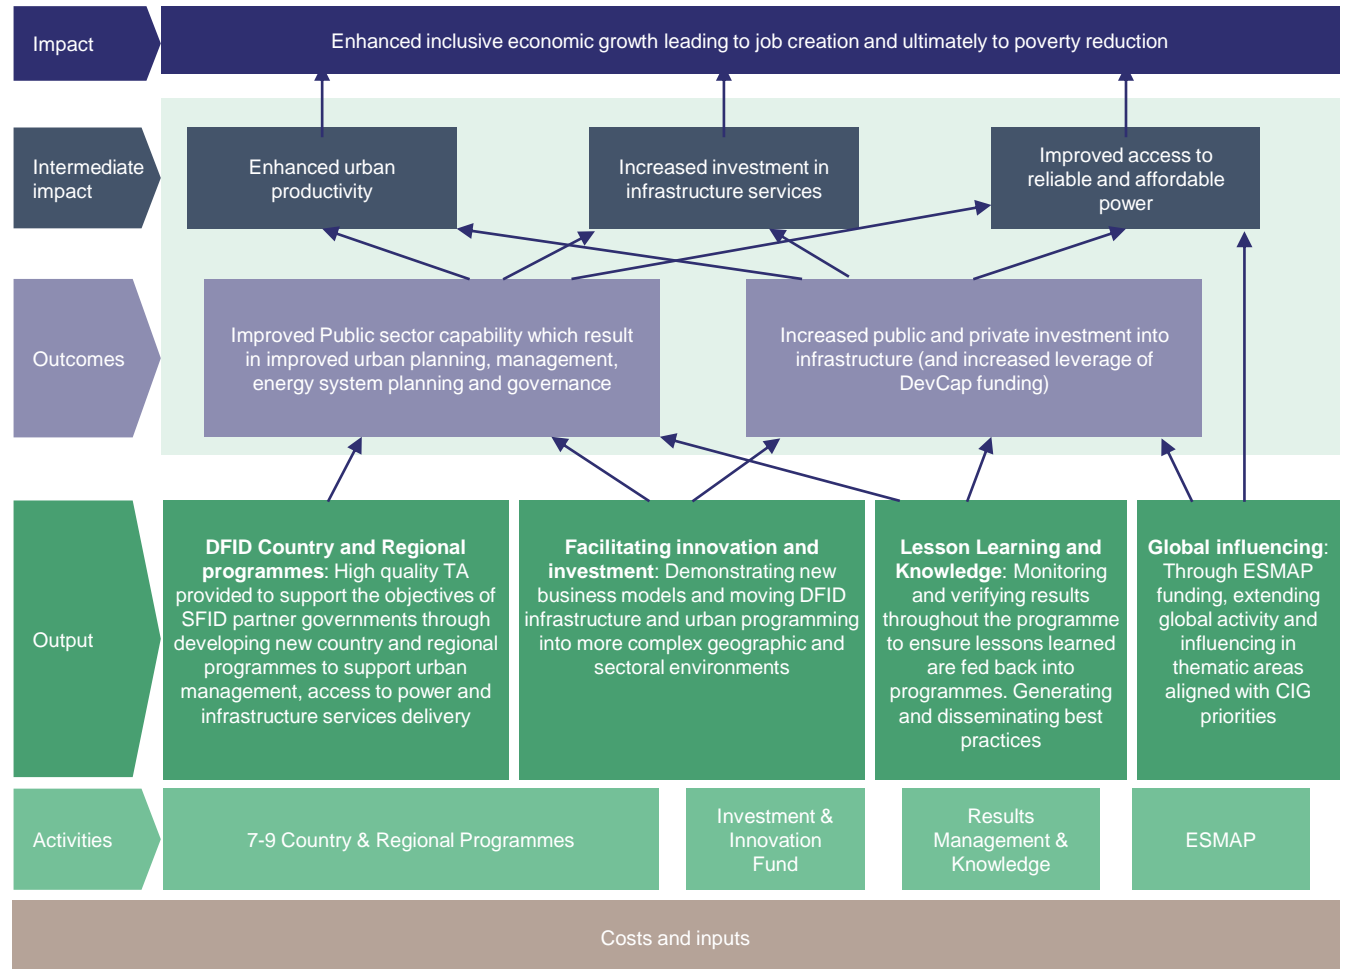 Impact
Enhanced inclusive economic growth leading to job creation and ultimately to poverty reduction
Intermediate
impact
Enhanced urban
productivity
Increased investment in
infrastructure services
Improved access to
reliable and affordable
power
Outcomes
Improved Public sector capability which result
in improved urban planning, management,
energy system planning and governance
Increased public and private investment into
infrastructure (and increased leverage of
DevCap funding)
Output
DFID Country and Regional
programmes: High quality TA
provided to support the objectives of
SFID partner governments through
developing new country and regional
programmes to support urban
management, access to power and
infrastructure services delivery
Facilitating innovation and
investment: Demonstrating new
business models and moving DFID
infrastructure and urban programming
into more complex geographic and
sectoral environments
Lesson Learning and
Knowledge: Monitoring
and verifying results
throughout the programme
to ensure lessons learned
are fed back into
programmes. Generating
and disseminating best
practices
Global influencing:
Through ESMAP
funding, extending
global activity and
influencing in
thematic areas
aligned with CIG
priorities
Activities
7-9 Country & Regional Programmes
Investment &
Innovation
Fund
Results
Management &
Knowledge
ESMAP
Costs and inputs